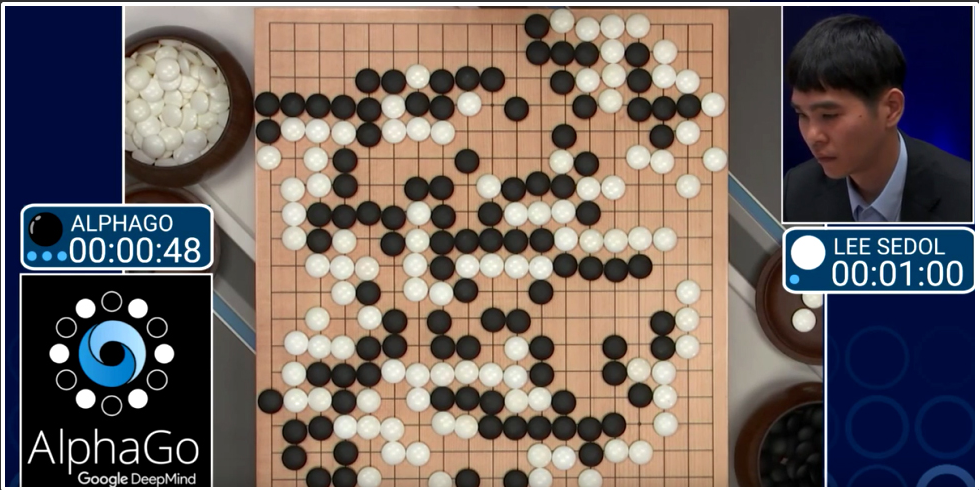 ALPHAGO
00:00:48
LEE SEDOL
00:01:00
AlphaGo
Google DeepMind